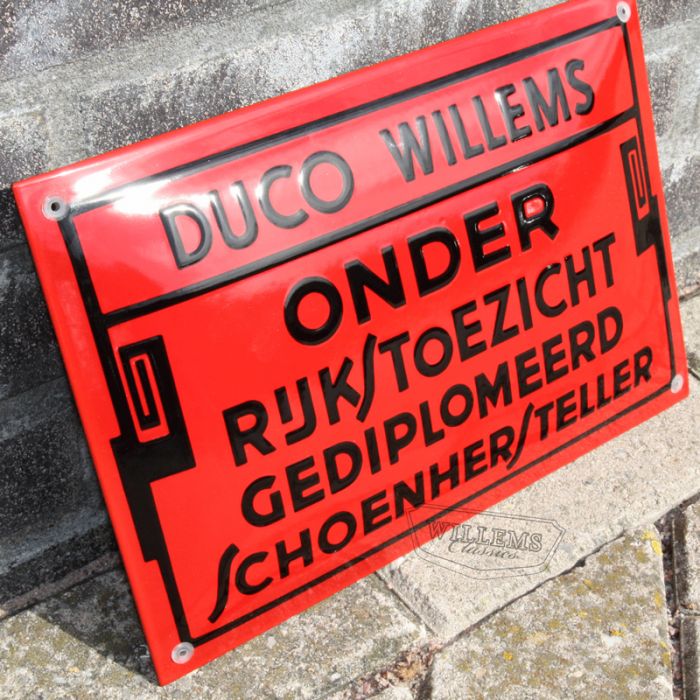 DUCO WILLEMS
ONDER
RIJKSTOEZICHT
GEDIPLOMEERD
SCHOENHERSTELLER
WILLEMS
Classics